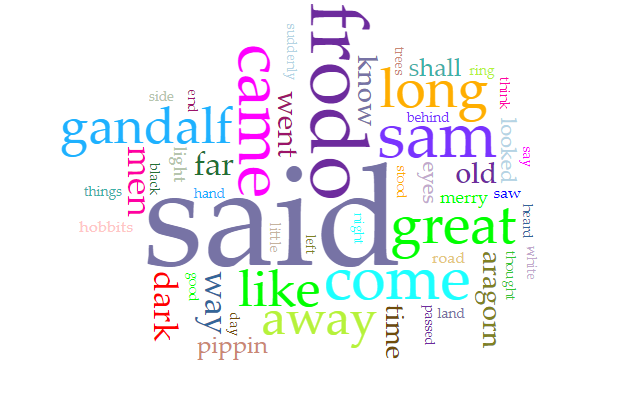 said
frodo
came
gandalf
sam
long
great
come
like
away
suddenly
know
trees
shall
ring
think
behind
looked
say
side
end
went
men
light
far
black
things
hand
hobbits
little
left
night
stood
eyes
old
merry
saw
heard
white
road
aragorn
thought
dark
good
way
day
pippin
time
passed
land